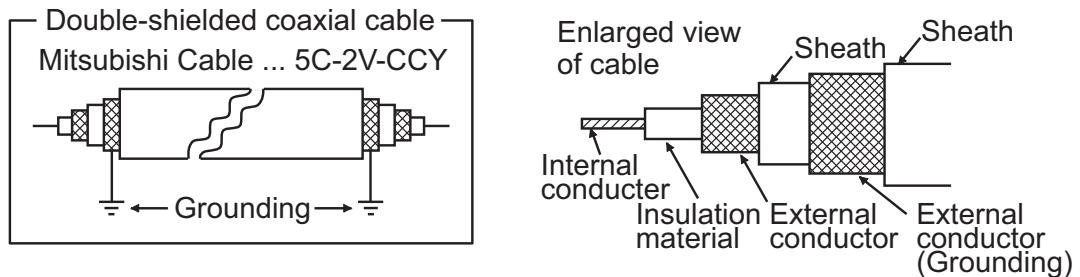 Double-shielded coaxial cable
Mitsubishi Cable ... 5C-2V-CCY
Grounding
Enlarged view
of cable
Sheath
Sheath
Internal
conducter
Insulation
material
External
conductor
External
conductor
(Grounding)